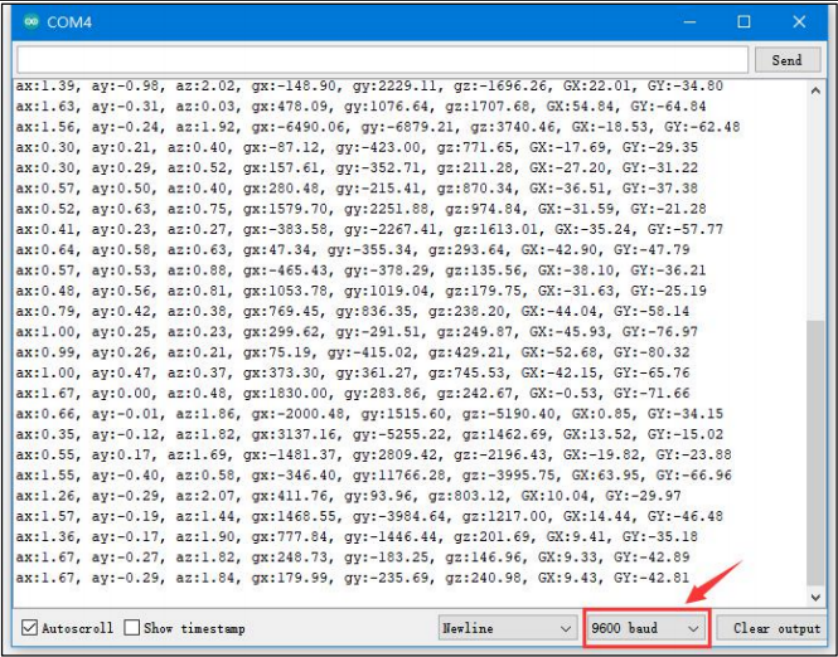 COM4
Send
ax:1.39, ay:-0.98, az:2.02, gx:-148.90, gy:2229.11, gz:-1696.26, GX:22.01, GY:-34.80
ax:1.63, ay:-0.31, az:0.03, gx:478.09, gy:1076.64, gz:1707.68, GX:54.84, GY:-64.84
ax:1.56, ay:-0.24, az:1.92, gx:-6490.06, gy:-6879.21, gz:3740.46, GX:-18.53, GY:-62.48
ax:0.30, ay:0.21, az:0.40, gx:-87.12, gy:-423.00, gz:771.65, GX:-17.69, GY:-29.35
ax:0.30, ay:0.29, az:0.52, gx:157.61, gy:-352.71, gz:211.28, GX:-27.20, GY:-31.22
ax:0.57, ay:0.50, az:0.40, gx:280.48, gy:-215.41, gz:870.34, GX:-36.51, GY:-37.38
ax:0.52, ay:0.63, az:0.75, gx:1579.70, gy:2251.88, gz:974.84, GX:-31.59, GY:-21.28
ax:0.41, ay:0.23, az:0.27, gx:-383.58, gy:-2267.41, gz:1613.01, GX:-35.24, GY:-57.77
ax:0.64, ay:0.58, az:0.63, gx:47.34, gy:-355.34, gz:293.64, GX:-42.90, GY:-47.79
ax:0.57, ay:0.53, az:0.88, gx:-465.43, gy:-378.29, gz:135.56, GX:-38.10, GY:-36.21
ax:0.48, ay:0.56, az:0.81, gx:1053.78, gy:1019.04, gz:179.75, GX:-31.63, GY:-25.19
ax:0.79, ay:0.42, az:0.38, gx:769.45, gy:836.35, gz:238.20, GX:-44.04, GY:-58.14
ax:1.00, ay:0.25, az:0.23, gx:299.62, gy:-291.51, gz:249.87, GX:-45.93, GY:-76.97
ax:0.99, ay:0.26, az:0.21, gx:75.19, gy:-415.02, gz:429.21, GX:-52.68, GY:-80.32
ax:1.00, ay:0.47, az:0.37, gx:373.30, gy:361.27, gz:745.53, GX:-42.15, GY:-65.76
ax:1.67, ay:0.00, az:0.48, gx:1830.00, gy:283.86, gz:242.67, GX:-0.53, GY:-71.66
ax:0.66, ay:-0.01, az:1.86, gx:-2000.48, gy:1515.60, gz:-5190.40, GX:0.85, GY:-34.15
ax:0.35, ay:-0.12, az:1.82, gx:3137.16, gy:-5255.22, gz:1462.69, GX:13.52, GY:-15.02
ax:0.55, ay:0.17, az:1.69, gx:-1481.37, gy:2809.42, gz:-2196.43, GX:-19.82, GY:-23.88
ax:1.55, ay:-0.40, az:0.58, gx:-346.40, gy:11766.28, gz:-3995.75, GX:63.95, GY:-66.96
ax:1.26, ay:-0.29, az:2.07, gx:411.76, gy:93.96, gz:803.12, GX:10.04, GY:-29.97
ax:1.57, ay:-0.19, az:1.44, gx:1468.55, gy:-3984.64, gz:1217.00, GX:14.44, GY:-46.48
ax:1.36, ay:-0.17, az:1.90, gx:777.84, gy:-1446.44, gz:201.69, GX:9.41, GY:-35.18
ax:1.67, ay:-0.27, az:1.82, gx:248.73, gy:-183.25, gz:146.96, GX:9.33, GY:-42.89
ax:1.67, ay:-0.29, az:1.84, gx:179.99, gy:-235.69, gz:240.98, GX:9.43, GY:-42.81
Autoscroll Show timestamp Newline 9600 baud Clear output